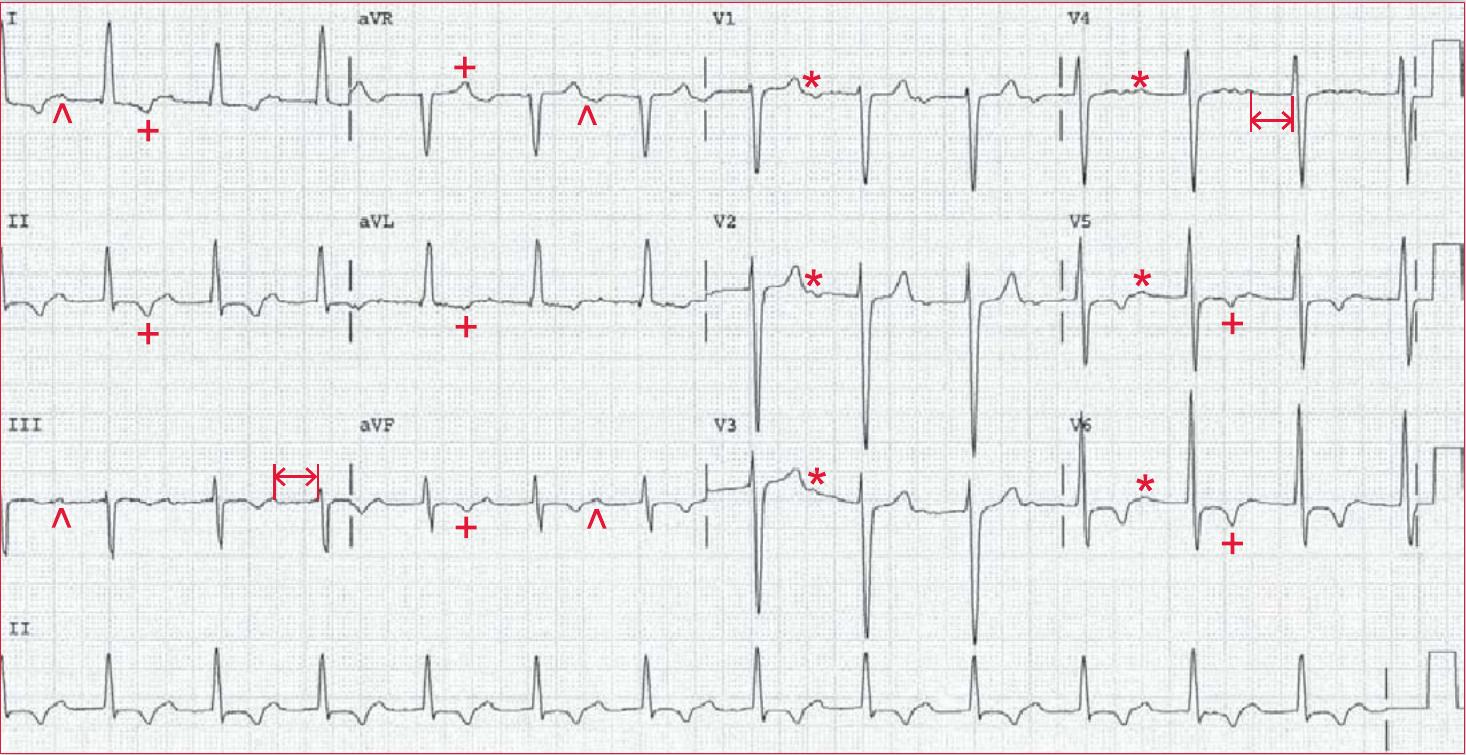 I aVR V1 V4
+ * *
^ + ^
II aVL V2 V5
* *
+ + +
III aVF V3 V6
* *
^ + ^ +
II